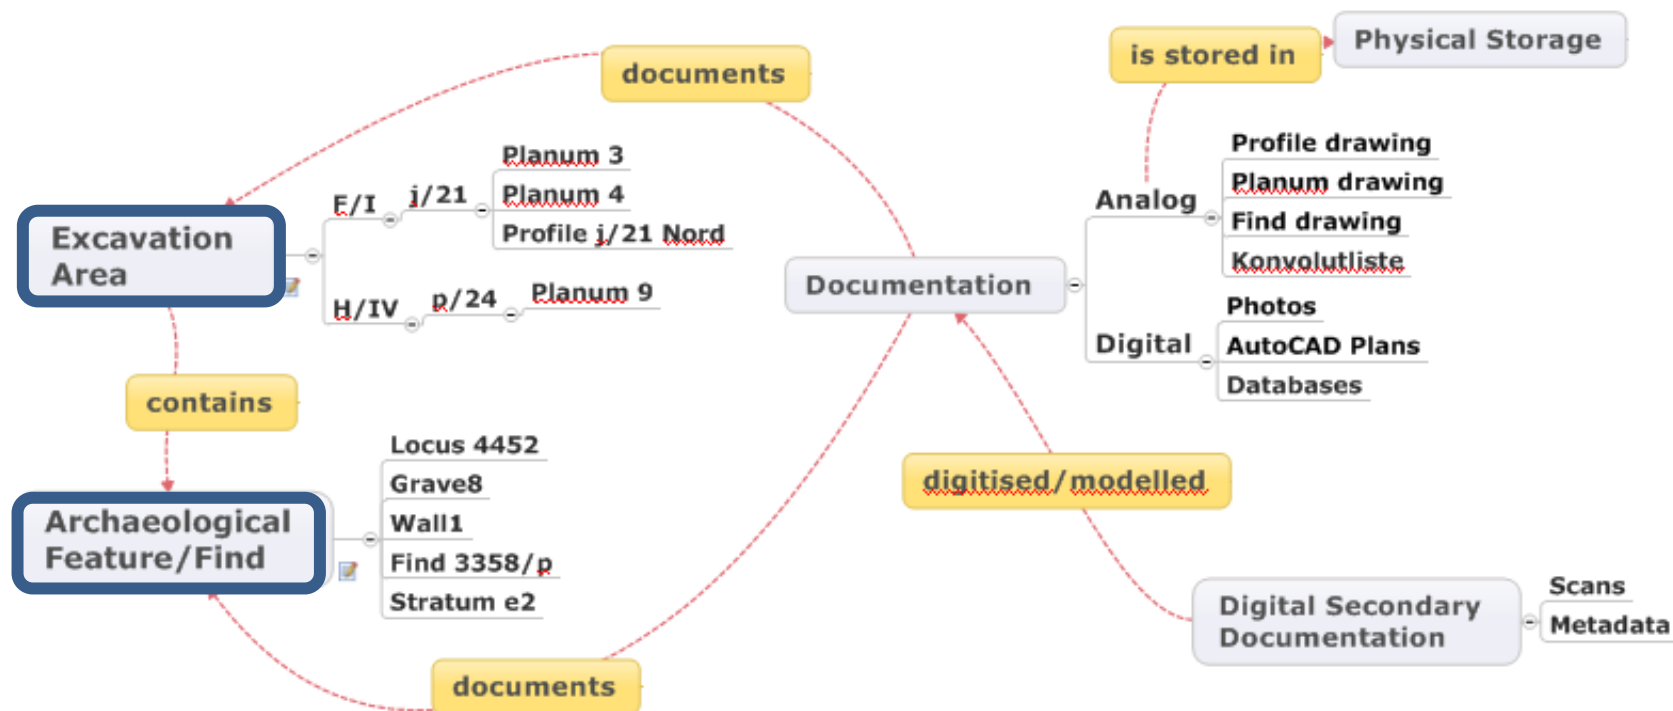 documents
is stored in
Physical Storage
Excavation
Area
F/I
j/21
Planum 3
Planum 4
Profile j/21 Nord
H/IV
p/24
Planum 9
Documentation
Analog
Profile drawing
Planum drawing
Find drawing
Konvolutliste
Digital
Photos
AutoCAD Plans
Databases
contains
Archaeological
Feature/Find
Locus 4452
Grave8
Wall1
Find 3358/p
Stratum e2
digitised/modelled
Digital Secondary
Documentation
Scans
Metadata
documents